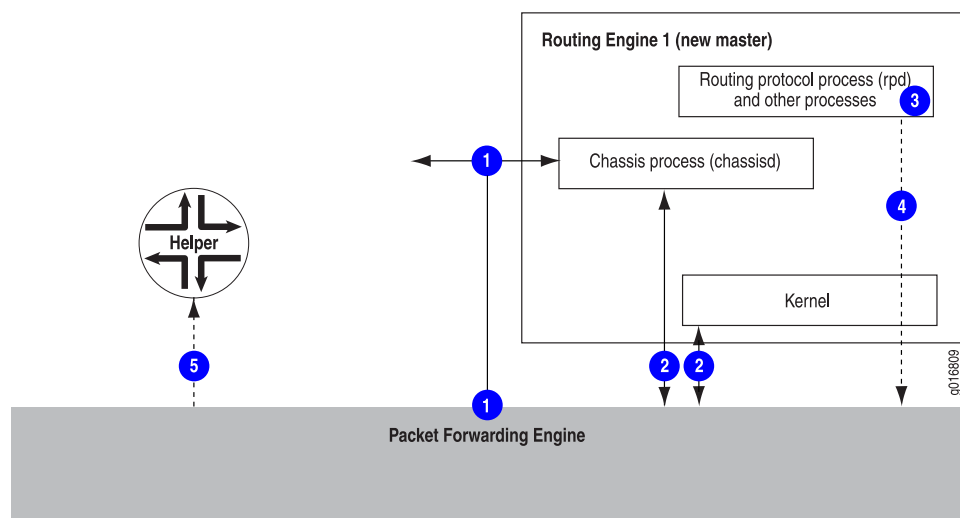 Routing Engine 1 (new master)
Routing protocol process (rpd)
and other processes
3
1
Chassis process (chassisd)
4
Helper
Kernel
5
2
2
g016809
1
Packet Forwarding Engine